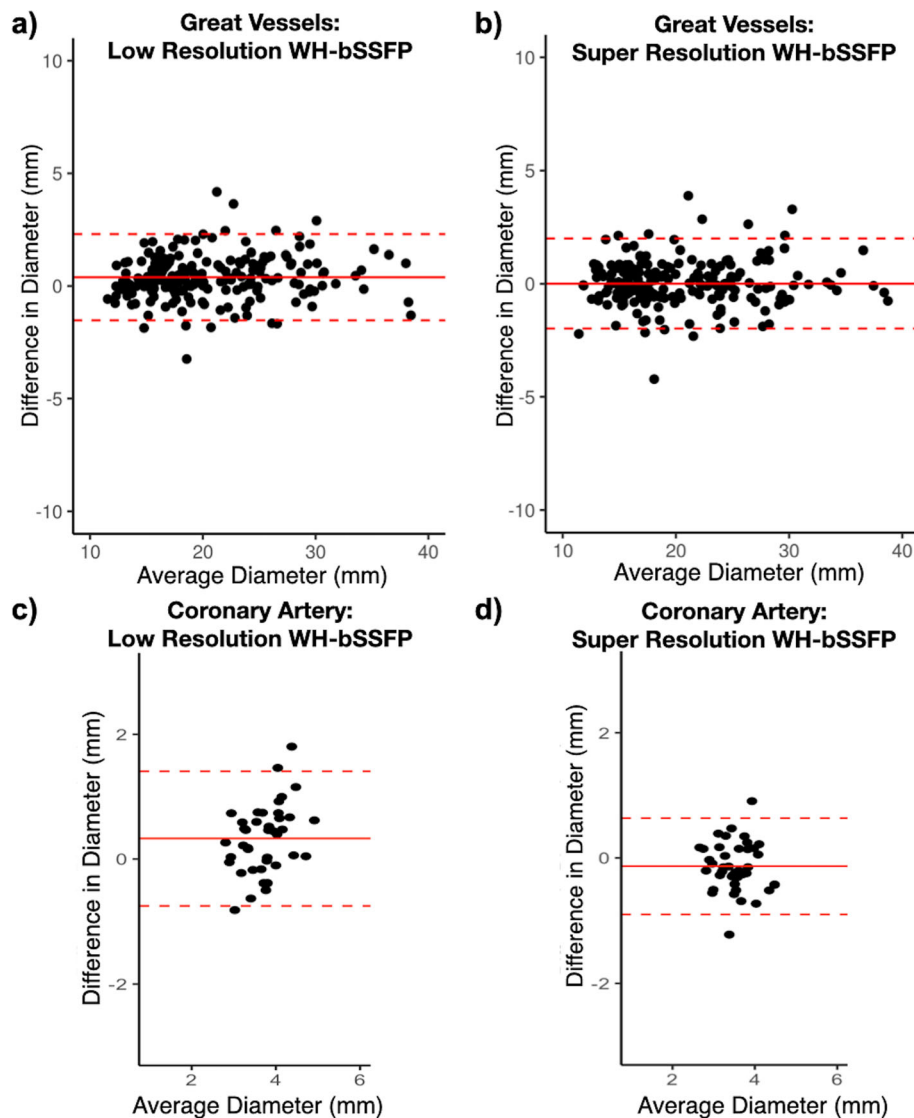 a)
Great Vessels:
Low Resolution WH-bSSFP
10
5
0
-5
-10
Difference in Diameter (mm)
10 20 30 40
Average Diameter (mm)
b)
Great Vessels:
Super Resolution WH-bSSFP
10
5
0
-5
-10
Difference in Diameter (mm)
10 20 30 40
Average Diameter (mm)
c)
Coronary Artery:
Low Resolution WH-bSSFP
2
0
-2
Difference in Diameter (mm)
2 4 6
Average Diameter (mm)
d)
Coronary Artery:
Super Resolution WH-bSSFP
2
0
-2
Difference in Diameter (mm)
2 4 6
Average Diameter (mm)